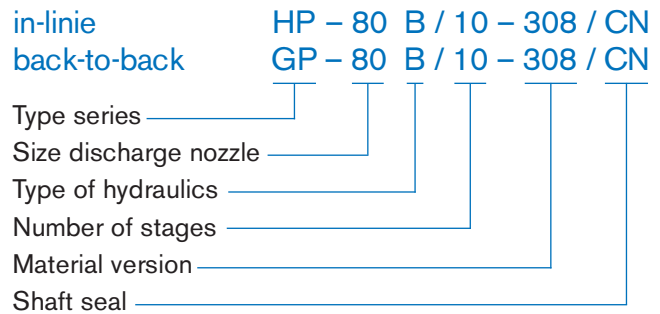 in-linie HP – 80 B / 10 – 308 / CN
back-to-back GP – 80 B / 10 – 308 / CN
Type series
Size discharge nozzle
Type of hydraulics
Number of stages
Material version
Shaft seal